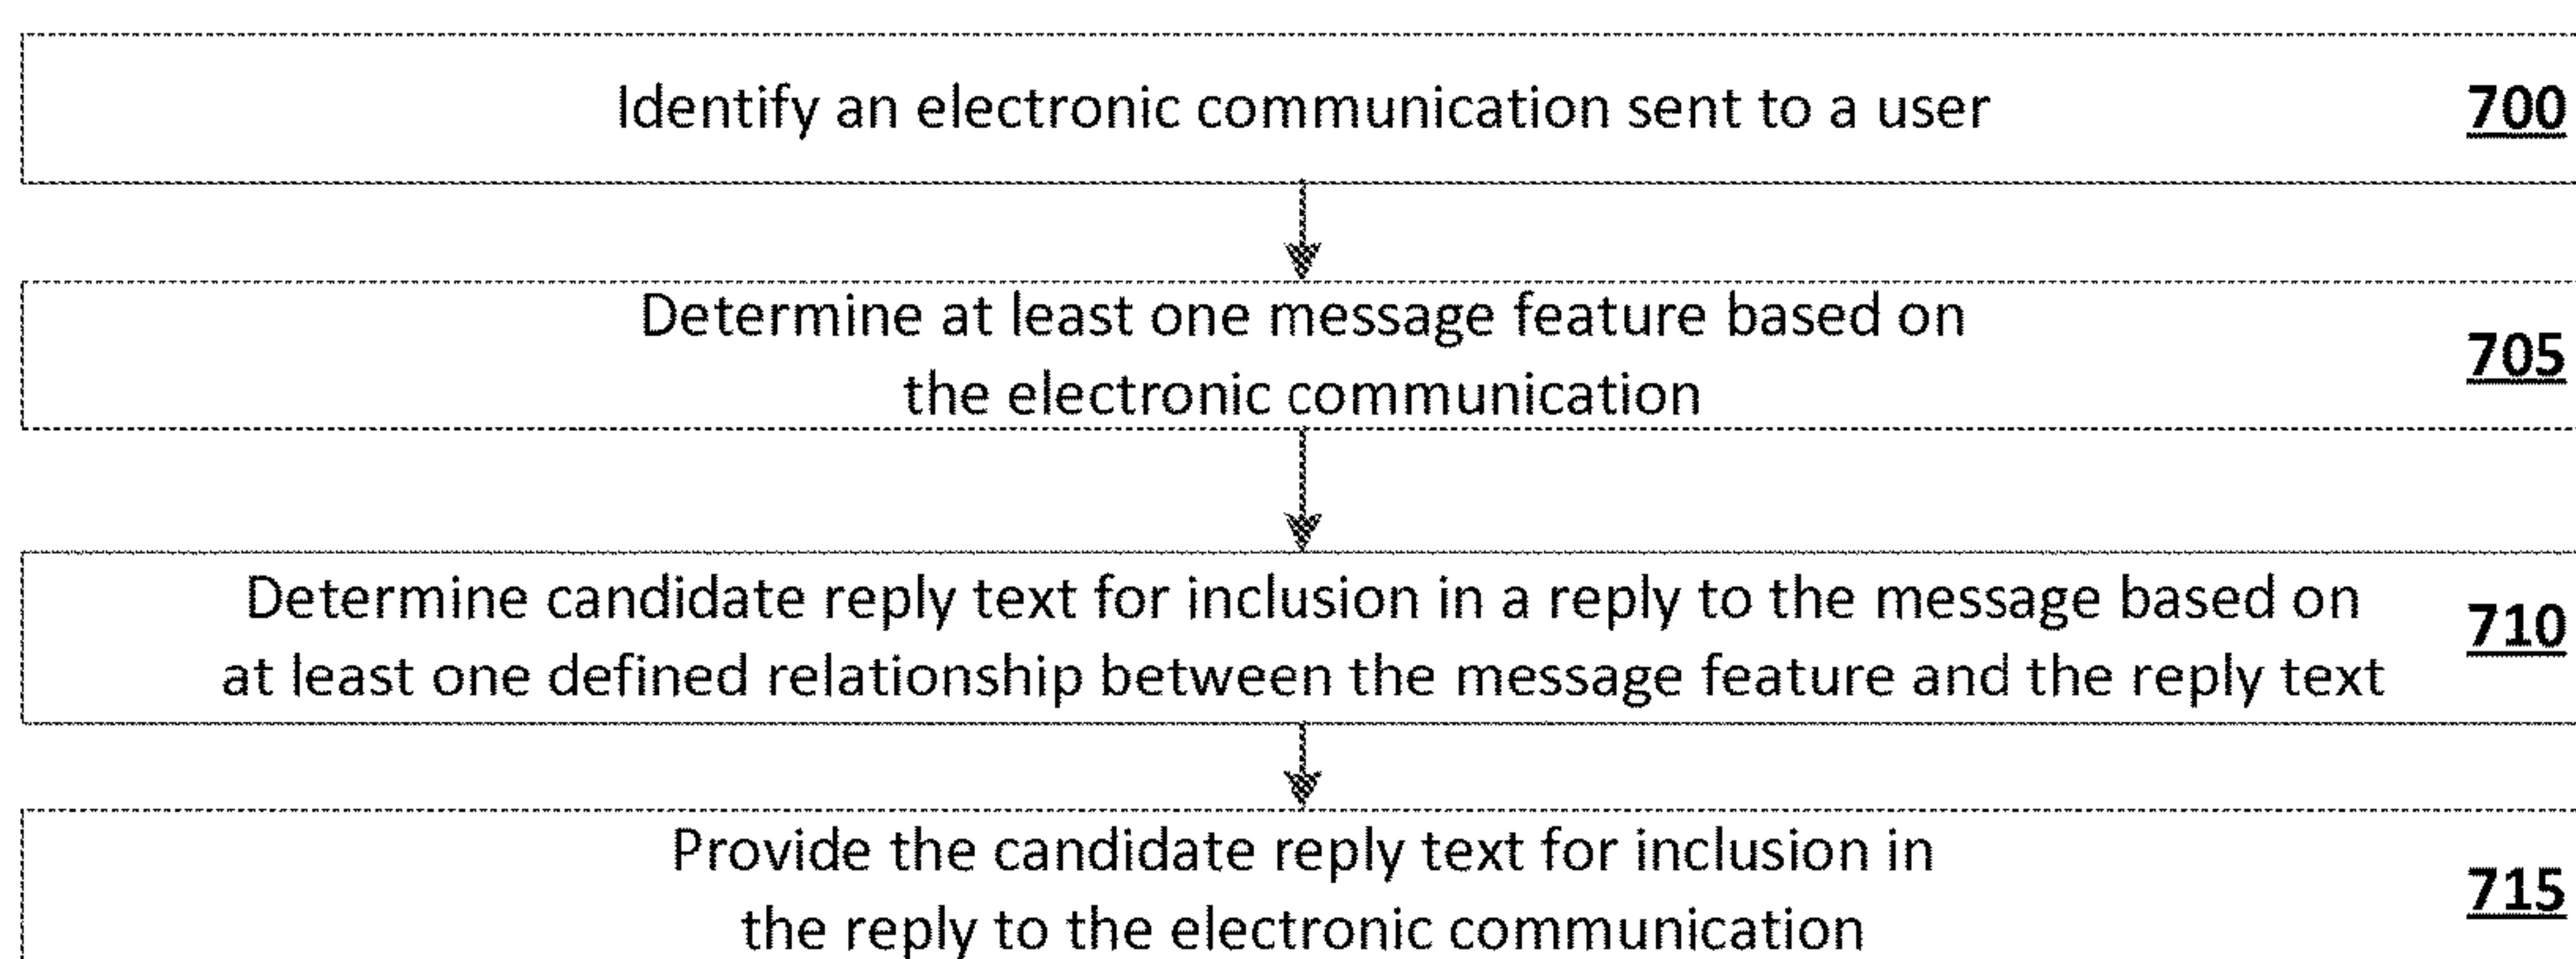 Identify an electronic communication sent to a user 700
Determine at least one message feature based on
the electronic communication
705
Determine candidate reply text for inclusion in a reply to the message based on
at least one defined relationship between the message feature and the reply text
710
Provide the candidate reply text for inclusion in
the reply to the electronic communication
715